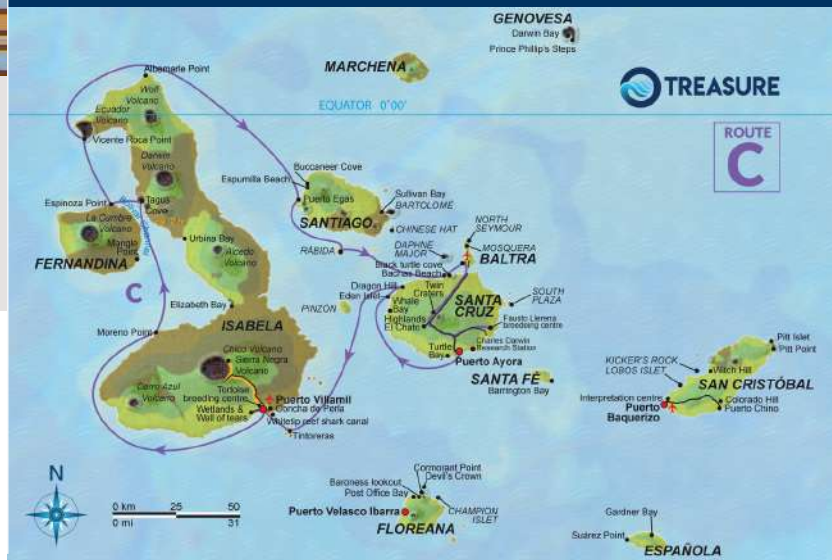 GENOVESA
Darwin Bay
Prince Phillip's Steps
MARCHENA
TREASURE
ROUTE
C
EQUATOR 0°00'
Albemarle Point
Wolf
Volcano
Ecuador
Volcano
Vicente Roca Point
Darwin
Volcano
Espinoza Point
Tagus
Cove
La Cumbre
Volcano
Mangle
Point
FERNANDINA
Urbina Bay
Alcedo
Volcano
C
Elizabeth Bay
Moreno Point
ISABELA
Buccaneer Cove
Espumilla Beach
Puerto Egas
Sullivan Bay
BARTOLOME
SANTIAGO
CHINESE HAT
RÁBIDA
NORTH
SEYMOUR
DAPHNE
MAJOR
MOSQUERA
BALTRA
Black turtle cove
Bachas Beach
Dragon Hill
Eden Islet
Twin
Craters
Whale
Bay
SANTA
CRUZ
SOUTH
PLAZA
PINZON
Highlands
El Chato
Fausto Llerena
breedeing centre
Turtle
Bay
Charles Darwin
Research Station
Puerto Ayora
SANTA FÉ
Barrington Bay
Chico Volcano
Sierra Negra
Volcano
Cerro Azul
Volcano
Tortoise
breeding centre
Puerto Villamil
Concha de Perla
Wetlands &
Wall of tears
Whitetip reef shark canal
Tintoreras
Pitt Islet
Pitt Point
KICKER'S ROCK
LOBOS ISLET
Witch Hill
SAN CRISTÓBAL
Interpretation centre
Colorado Hill
Puerto
Baquerizo
Puerto Chino
Cormorant Point
Devil's Crown
Baroness lookout
Post Office Bay
CHAMPION
ISLET
Puerto Velasco Ibarra
FLOREANA
Gardner Bay
Suárez Point
ESPAÑOLA
N
0 km 25 50
0 mi 31